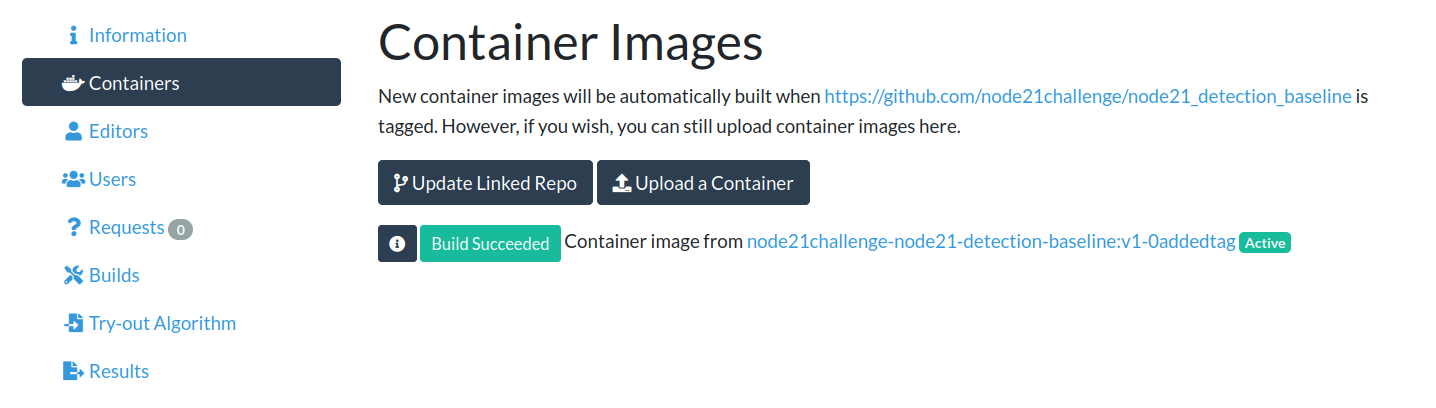 Information
Containers
Editors
Users
Requests 0
Builds
Try-out Algorithm
Results
Container Images
New container images will be automatically built when https://github.com/node21challenge/node21_detection_baseline is
tagged. However, if you wish, you can still upload container images here.
Update Linked Repo Upload a Container
Build Succeeded Container image from node21challenge-node21-detection-baseline:v1-0addedtag Active